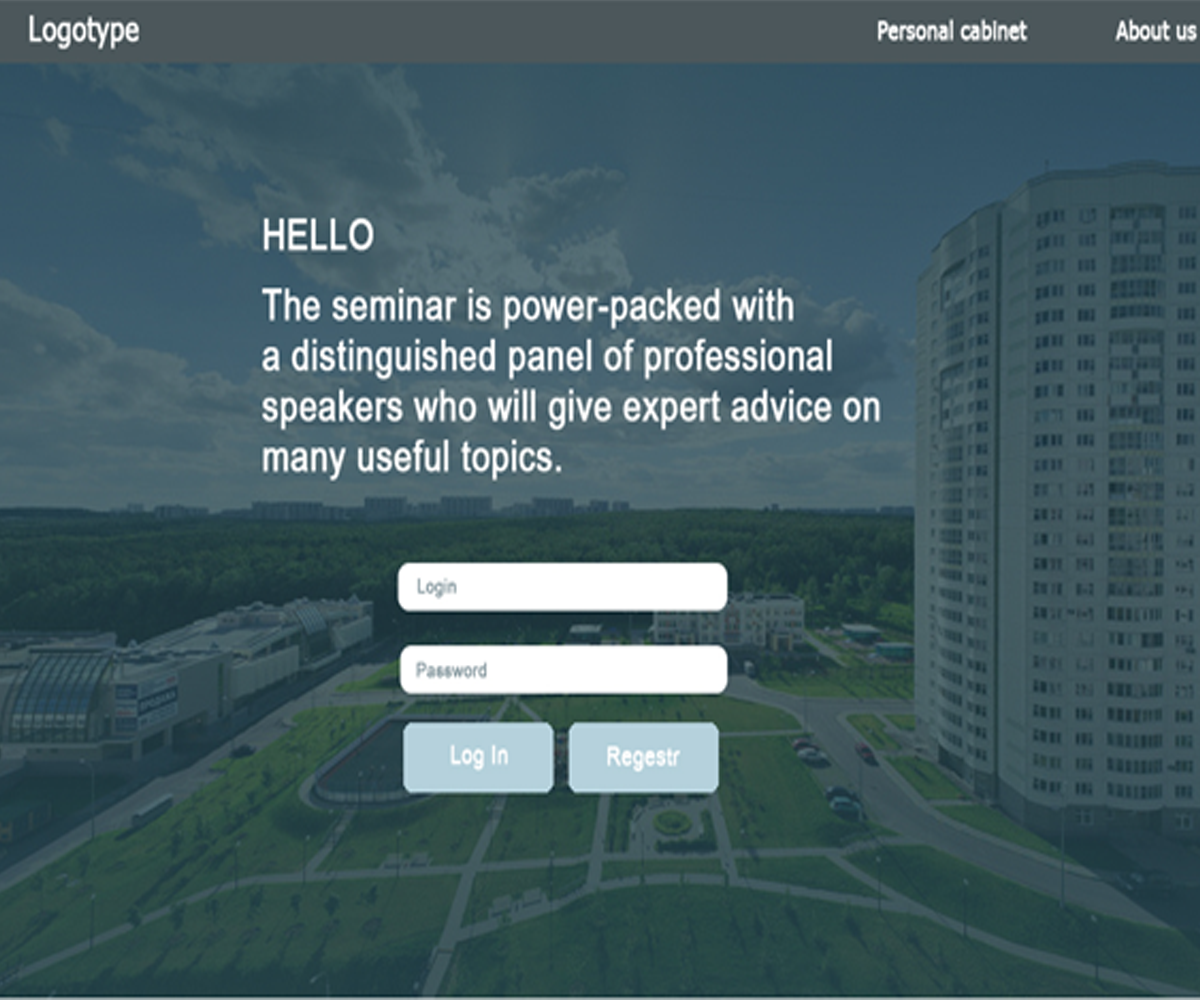 Logotype
Personal cabinet
About us
HELLO
The seminar is power-packed with
a distinguished panel of professional
speakers who will give expert advice on
many useful topics.
Login
Password
Log In
Regestr